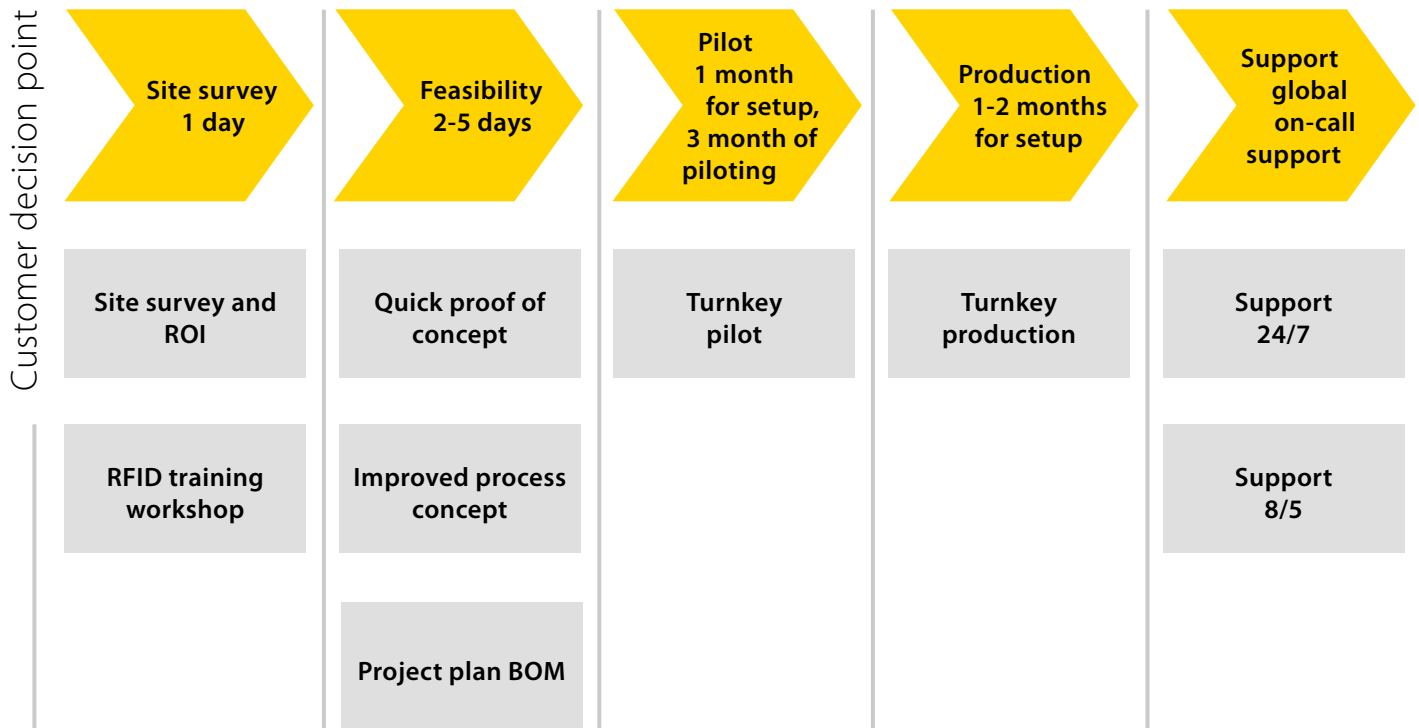 Customer decision point
Site survey
1 day
Feasibility
2-5 days
Pilot
1 month
for setup,
3 month of
piloting
Production
1-2 months
for setup
Support
global
on-call
support
Site survey and
ROI
Quick proof of
concept
Turnkey
pilot
Turnkey
production
Support
24/7
RFID training
workshop
Improved process
concept
Support
8/5
Project plan BOM